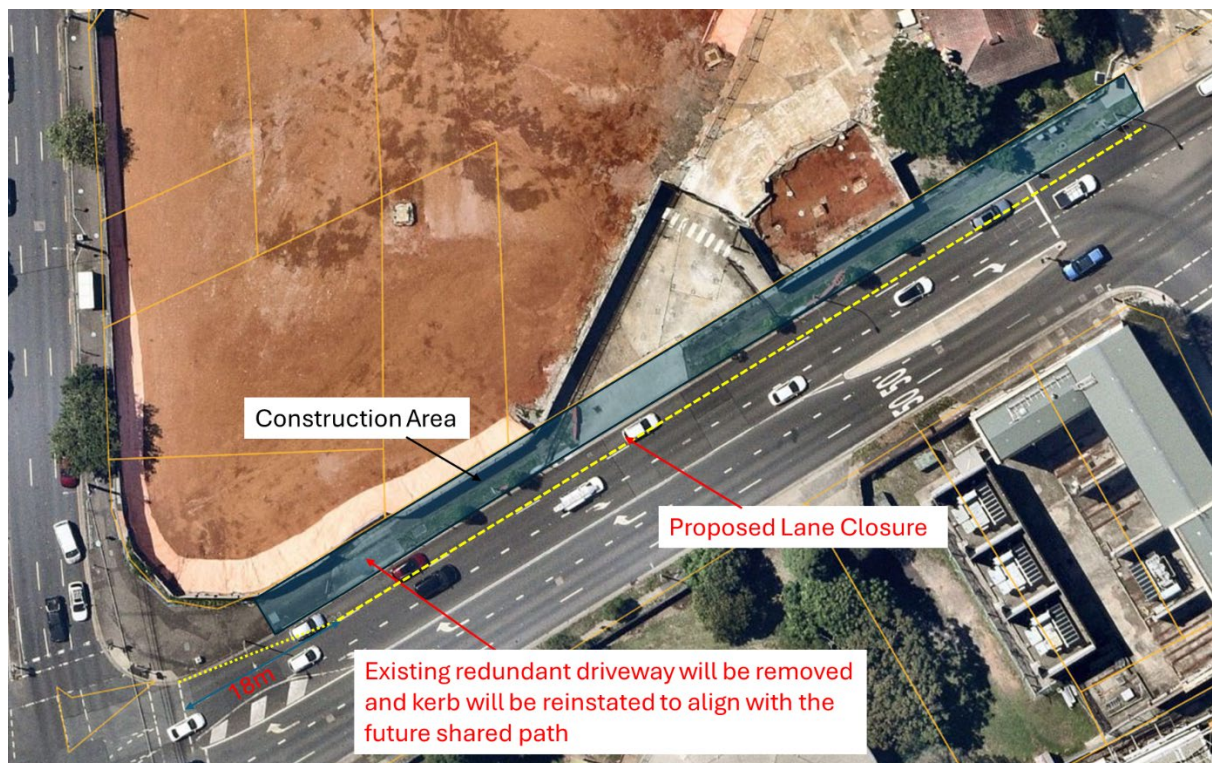 Construction Area
50 50
Proposed Lane Closure
18m
Existing redundant driveway will be removed
and kerb will be reinstated to align with the
future shared path